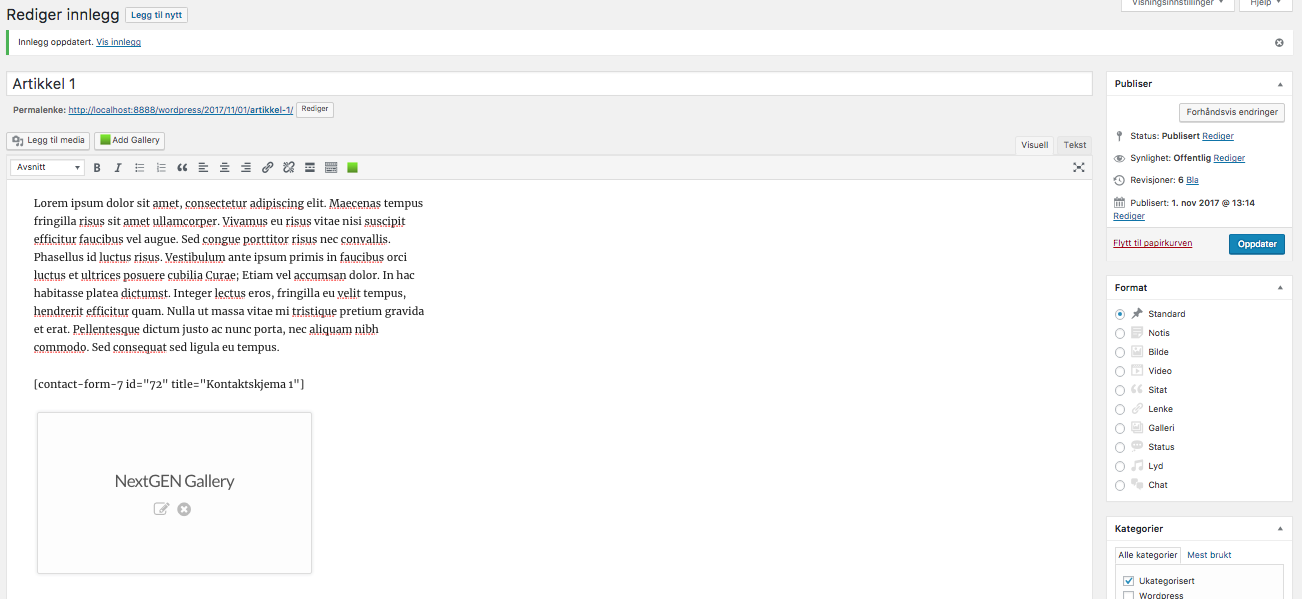 Rediger innlegg Legg til nytt
Visningsinnstillinger Hjelp
Innlegg oppdatert. Vis innlegg
Artikkel 1
Permalenke: http://localhost:8888/wordpress/2017/11/01/artikkel-1/ Rediger
Legg til media Add Gallery
Visuell Tekst
Avsnitt B I
Lorem ipsum dolor sit amet, consectetur adipiscing elit. Maecenas tempus
fringilla risus sit amet ullamcorper. Vivamus eu risus vitae nisi suscipit
efficitur faucibus vel augue. Sed congue porttitor risus nec convallis.
Phasellus id luctus risus. Vestibulum ante ipsum primis in faucibus orci
luctus et ultrices posuere cubilia Curae; Etiam vel accumsan dolor. In hac
habitasse platea dictumst. Integer lectus eros, fringilla eu velit tempus,
hendrerit efficitur quam. Nulla ut massa vitae mi tristique pretium gravida
et erat. Pellentesque dictum justo ac nunc porta, nec aliquam nibh
commodo. Sed consequat sed ligula eu tempus.
[contact-form-7 id="72" title="Kontaktskjema 1"]
NextGEN Gallery
Publiser
Forhåndsvis endringer
Status: Publisert Rediger
Synlighet: Offentlig Rediger
Revisjoner: 6 Bla
Publisert: 1. nov 2017 @ 13:14
Rediger
Flytt til papirkurven Oppdater
Format
Standard
Notis
Bilde
Video
Sitat
Lenke
Galleri
Status
Lyd
Chat
Kategorier
Alle kategorier Mest brukt
Ukategorisert
Wordpress